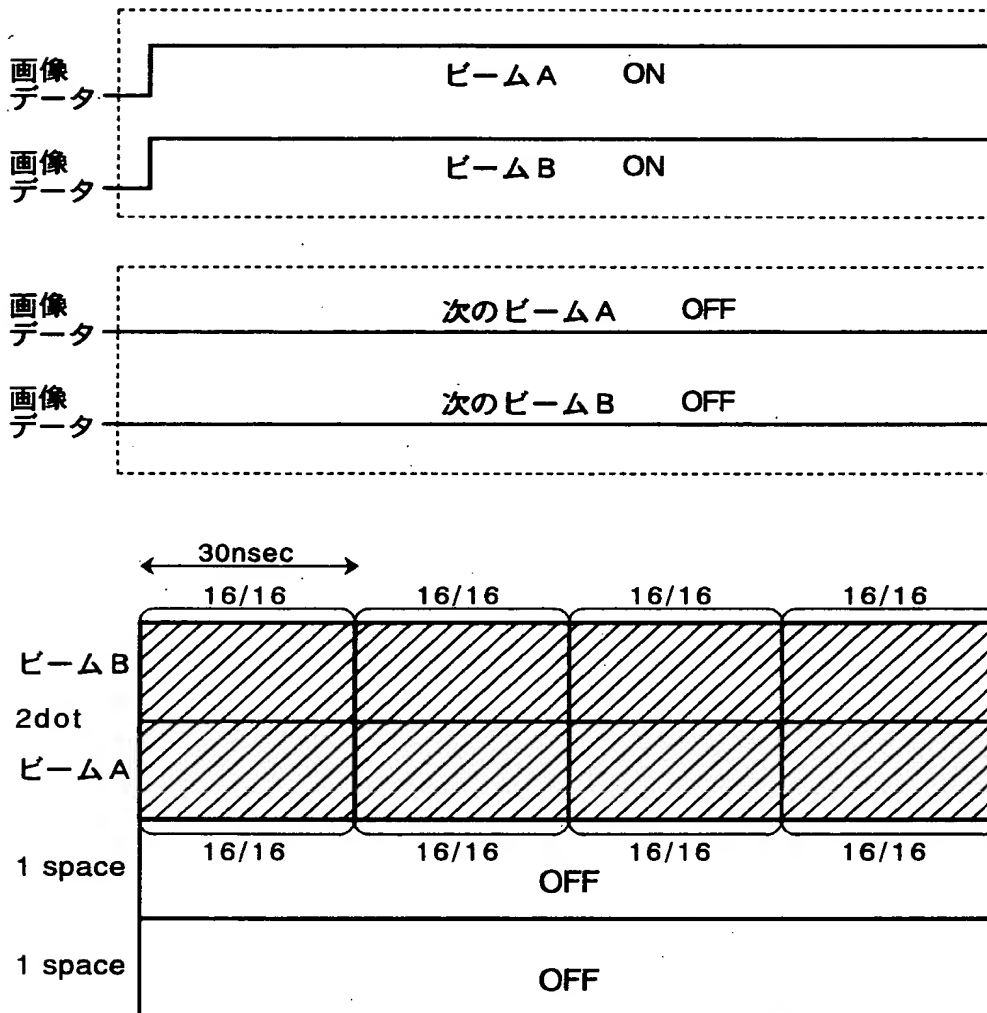 画像
データ
ビームA ON
画像
データ
ビームB ON
画像
データ
次のビームA OFF
画像
データ
次のビームB OFF
30nsec
16/16 16/16 16/16 16/16
ビームB
2dot
ビームA
16/16 16/16 16/16 16/16
1 space
OFF
1 space
OFF